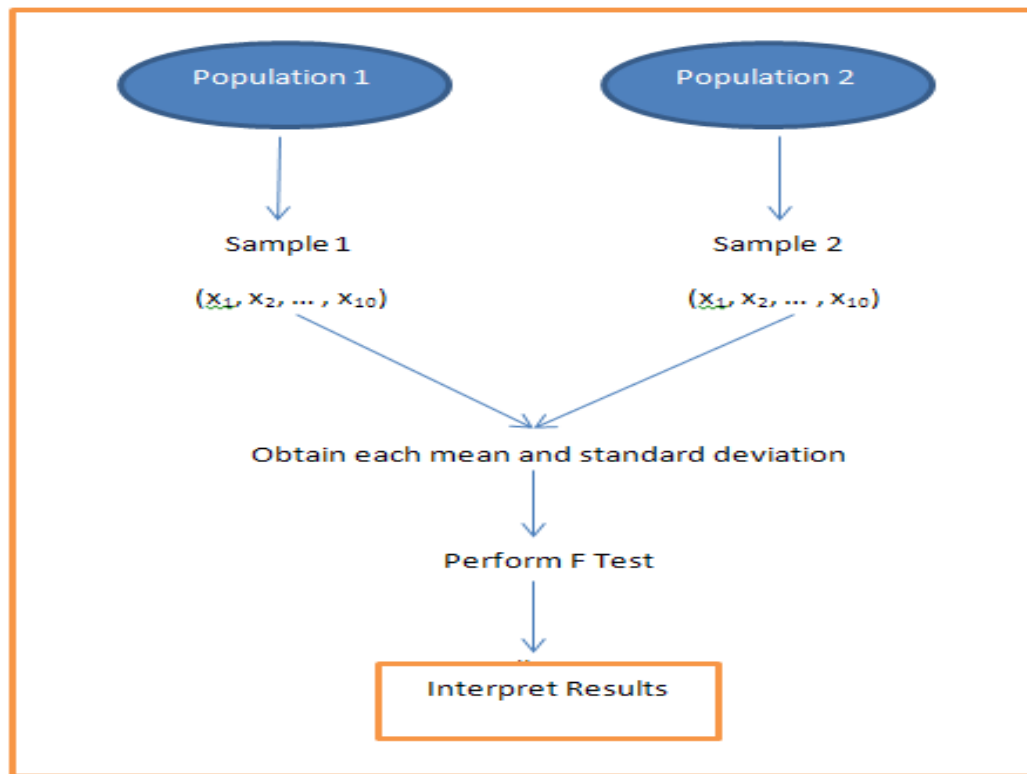 Population 1
Population 2
Sample 1
Sample 2
(x₁, x₂, ... , x₁₀)
(x₁, x₂, ... , x₁₀)
Obtain each mean and standard deviation
Perform F Test
Interpret Results